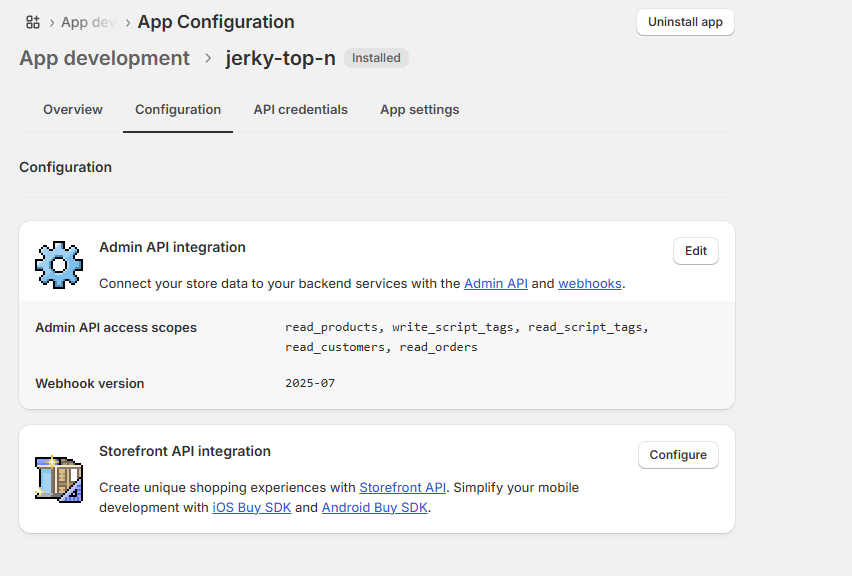 App dev App Configuration Uninstall app
App development jerky-top-n Installed
Overview Configuration API credentials App settings
Configuration
Admin API integration Edit
Connect your store data to your backend services with the Admin API and webhooks.
Admin API access scopes read_products, write_script_tags, read_script_tags,
read_customers, read_orders
Webhook version 2025-07
Storefront API integration Configure
Create unique shopping experiences with Storefront API. Simplify your mobile
development with iOS Buy SDK and Android Buy SDK.